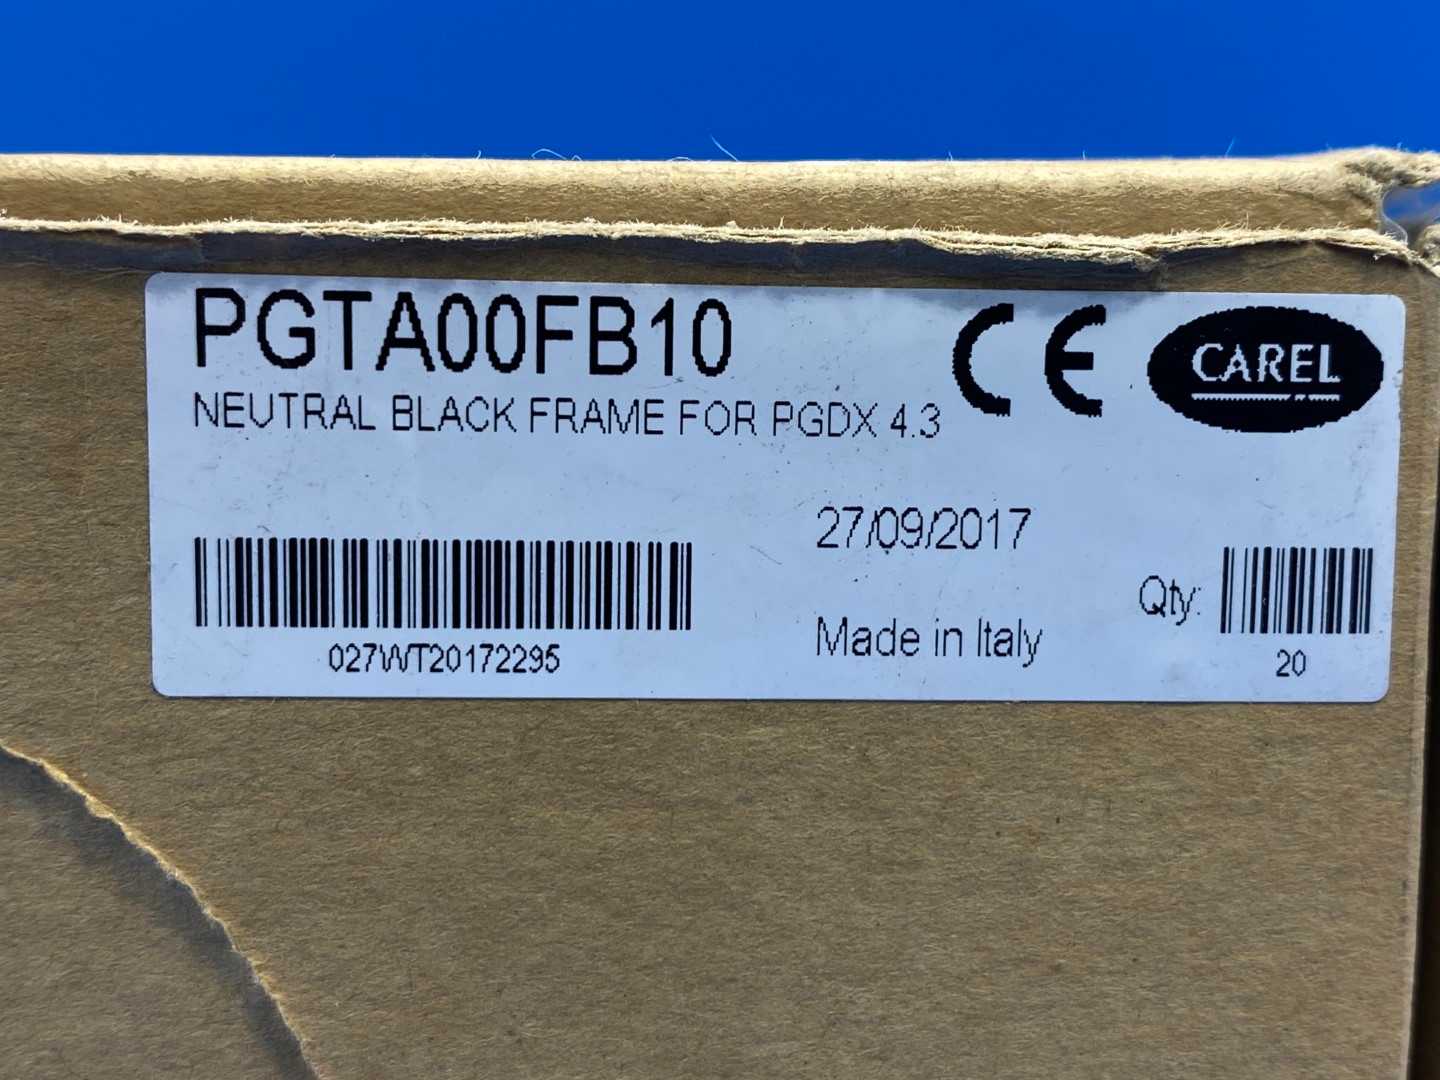 PGTA00FB10
NEUTRAL BLACK FRAME FOR PGDX 4.3
CE
CAREL
27/09/2017
027WT20172295
Made in Italy
Qty:
20